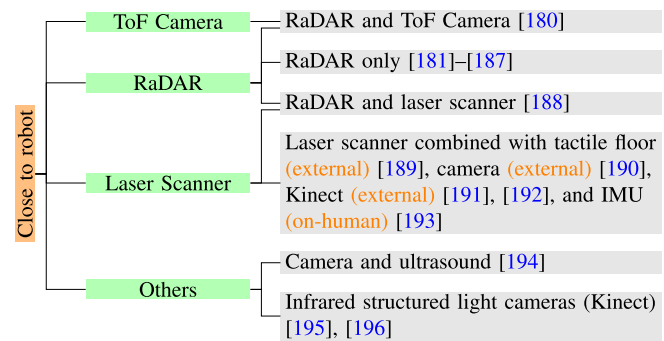 Close to robot
ToF Camera
RaDAR and ToF Camera [180]
RaDAR
RaDAR only [181]–[187]
RaDAR and laser scanner [188]
Laser Scanner
Laser scanner combined with tactile floor
(external) [189], camera (external) [190],
Kinect (external) [191], [192], and IMU
(on-human) [193]
Others
Camera and ultrasound [194]
Infrared structured light cameras (Kinect)
[195], [196]